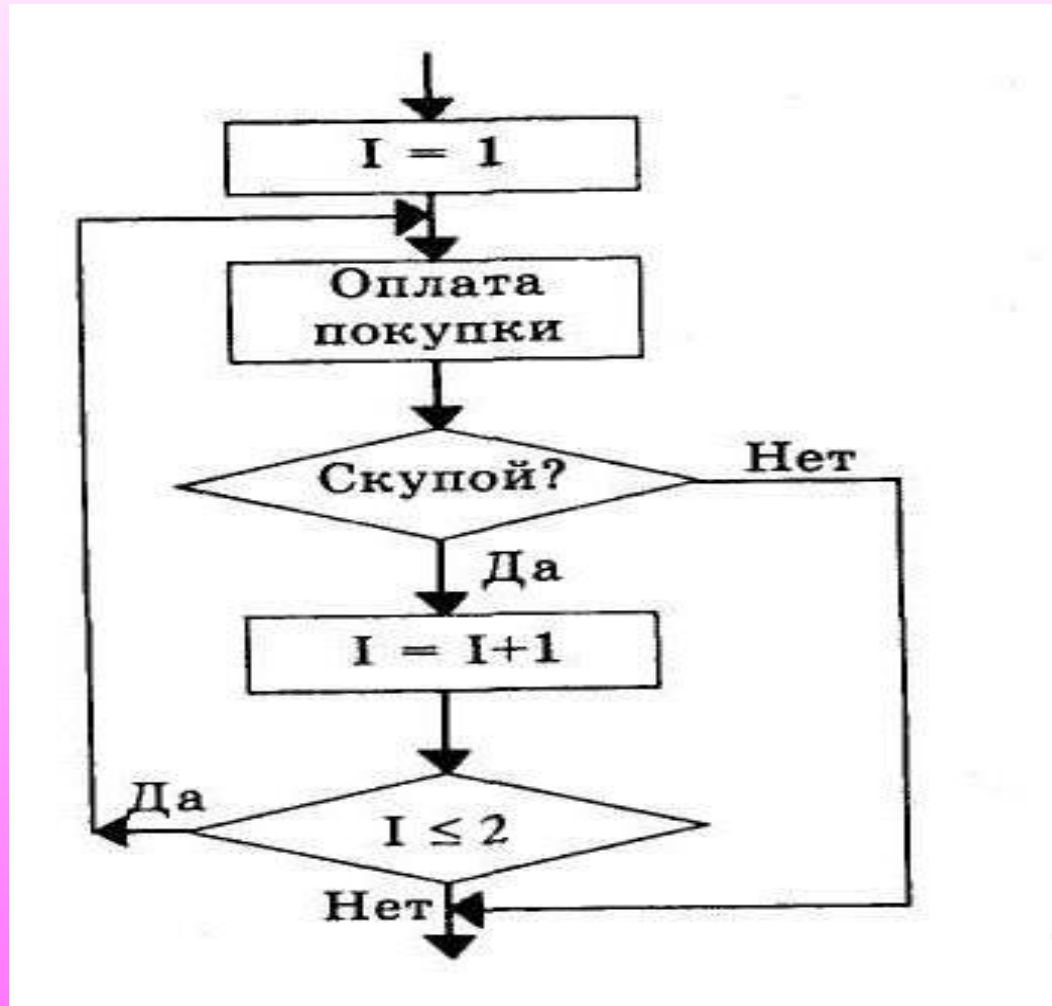 I = 1
Оплата
покупки
Скупой?
Нет
Да
I = I+1
Да
I ≤ 2
Нет